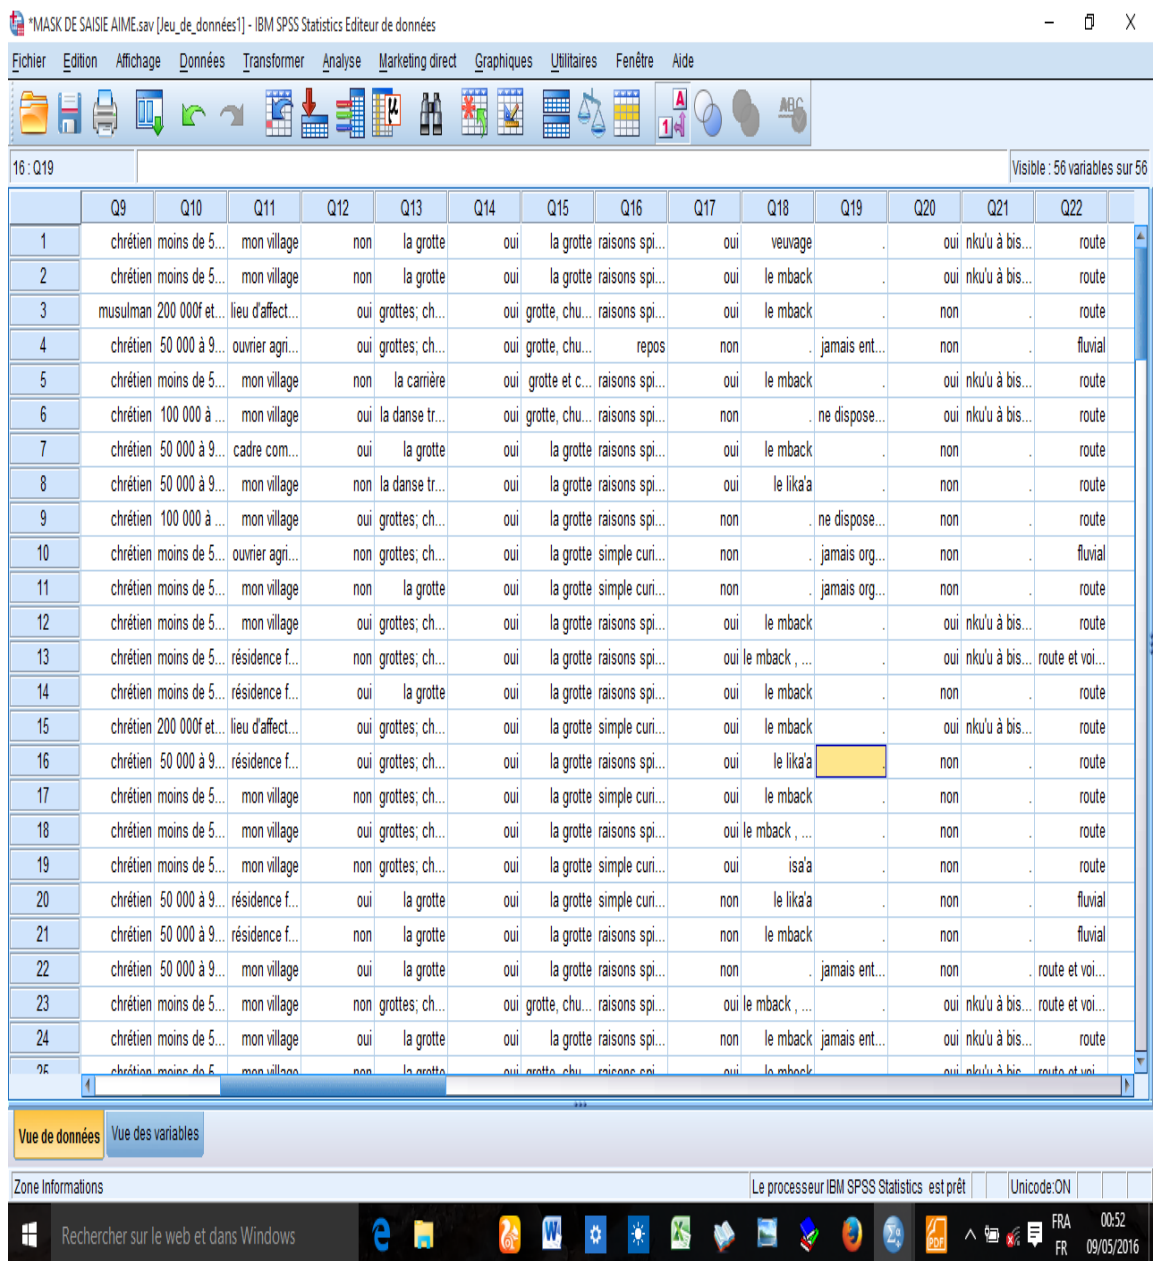 *MASK DE SAISIE AIME.sav [Jeu_de_données1] - IBM SPSS Statistics Editeur de données
Fichier Edition Affichage Données Transformer Analyse Marketing direct Graphiques Utilitaires Fenêtre Aide
16 : Q19 Visible : 56 variables sur 56
Q9 Q10 Q11 Q12 Q13 Q14 Q15 Q16 Q17 Q18 Q19 Q20 Q21 Q22
1 chrétien moins de 5... mon village non la grotte oui la grotte raisons spi... oui veuvage . oui nku'u à bis... route
2 chrétien moins de 5... mon village non la grotte oui la grotte raisons spi... oui le mback . oui nku'u à bis... route
3 musulman 200 000f et... lieu d'affect... oui grottes; ch... oui grotte, chu... raisons spi... oui le mback . non . route
4 chrétien 50 000 à 9... ouvrier agri... oui grottes; ch... oui grotte, chu... repos non . jamais ent... non . fluvial
5 chrétien moins de 5... mon village non la carrière oui grotte et c... raisons spi... oui le mback . oui nku'u à bis... route
6 chrétien 100 000 à ... mon village oui la danse tr... oui grotte, chu... raisons spi... non . ne dispose... oui nku'u à bis... route
7 chrétien 50 000 à 9... cadre com... oui la grotte oui la grotte raisons spi... oui le mback . non . route
8 chrétien 50 000 à 9... mon village non la danse tr... oui la grotte raisons spi... oui le lika'a . non . route
9 chrétien 100 000 à ... mon village oui grottes; ch... oui la grotte raisons spi... non . ne dispose... non . route
10 chrétien moins de 5... ouvrier agri... non grottes; ch... oui la grotte simple curi... non . jamais org... non . fluvial
11 chrétien moins de 5... mon village non la grotte oui la grotte simple curi... non . jamais org... non . route
12 chrétien moins de 5... mon village oui grottes; ch... oui la grotte raisons spi... oui le mback . oui nku'u à bis... route
13 chrétien moins de 5... résidence f... non grottes; ch... oui la grotte raisons spi... oui le mback , ... . oui nku'u à bis... route et voi...
14 chrétien moins de 5... résidence f... oui la grotte oui la grotte raisons spi... oui le mback . non . route
15 chrétien 200 000f et... lieu d'affect... oui grottes; ch... oui la grotte simple curi... oui le mback . oui nku'u à bis... route
16 chrétien 50 000 à 9... résidence f... oui grottes; ch... oui la grotte raisons spi... oui le lika'a . non . route
17 chrétien moins de 5... mon village non grottes; ch... oui la grotte simple curi... oui le mback . non . route
18 chrétien moins de 5... mon village oui grottes; ch... oui la grotte raisons spi... oui le mback , ... . non . route
19 chrétien moins de 5... mon village non grottes; ch... oui la grotte simple curi... oui isa'a . non . route
20 chrétien 50 000 à 9... résidence f... oui la grotte oui la grotte simple curi... non le lika'a . non . fluvial
21 chrétien 50 000 à 9... résidence f... non la grotte oui la grotte raisons spi... non le mback . non . fluvial
22 chrétien 50 000 à 9... mon village oui la grotte oui la grotte raisons spi... non . jamais ent... non . route et voi...
23 chrétien moins de 5... mon village non grottes; ch... oui grotte, chu... raisons spi... oui le mback , ... . oui nku'u à bis... route et voi...
24 chrétien moins de 5... mon village oui la grotte oui la grotte raisons spi... non le mback jamais ent... oui nku'u à bis... route
25 chrétien moins de 5... mon village non la grotte oui grotte, chu... raisons spi... oui le mback . oui nku'u à bis... route et voi...
Vue de données Vue des variables
Zone Informations Le processeur IBM SPSS Statistics est prêt Unicode:ON
Rechercher sur le web et dans Windows FRA 00:52
FR 09/05/2016